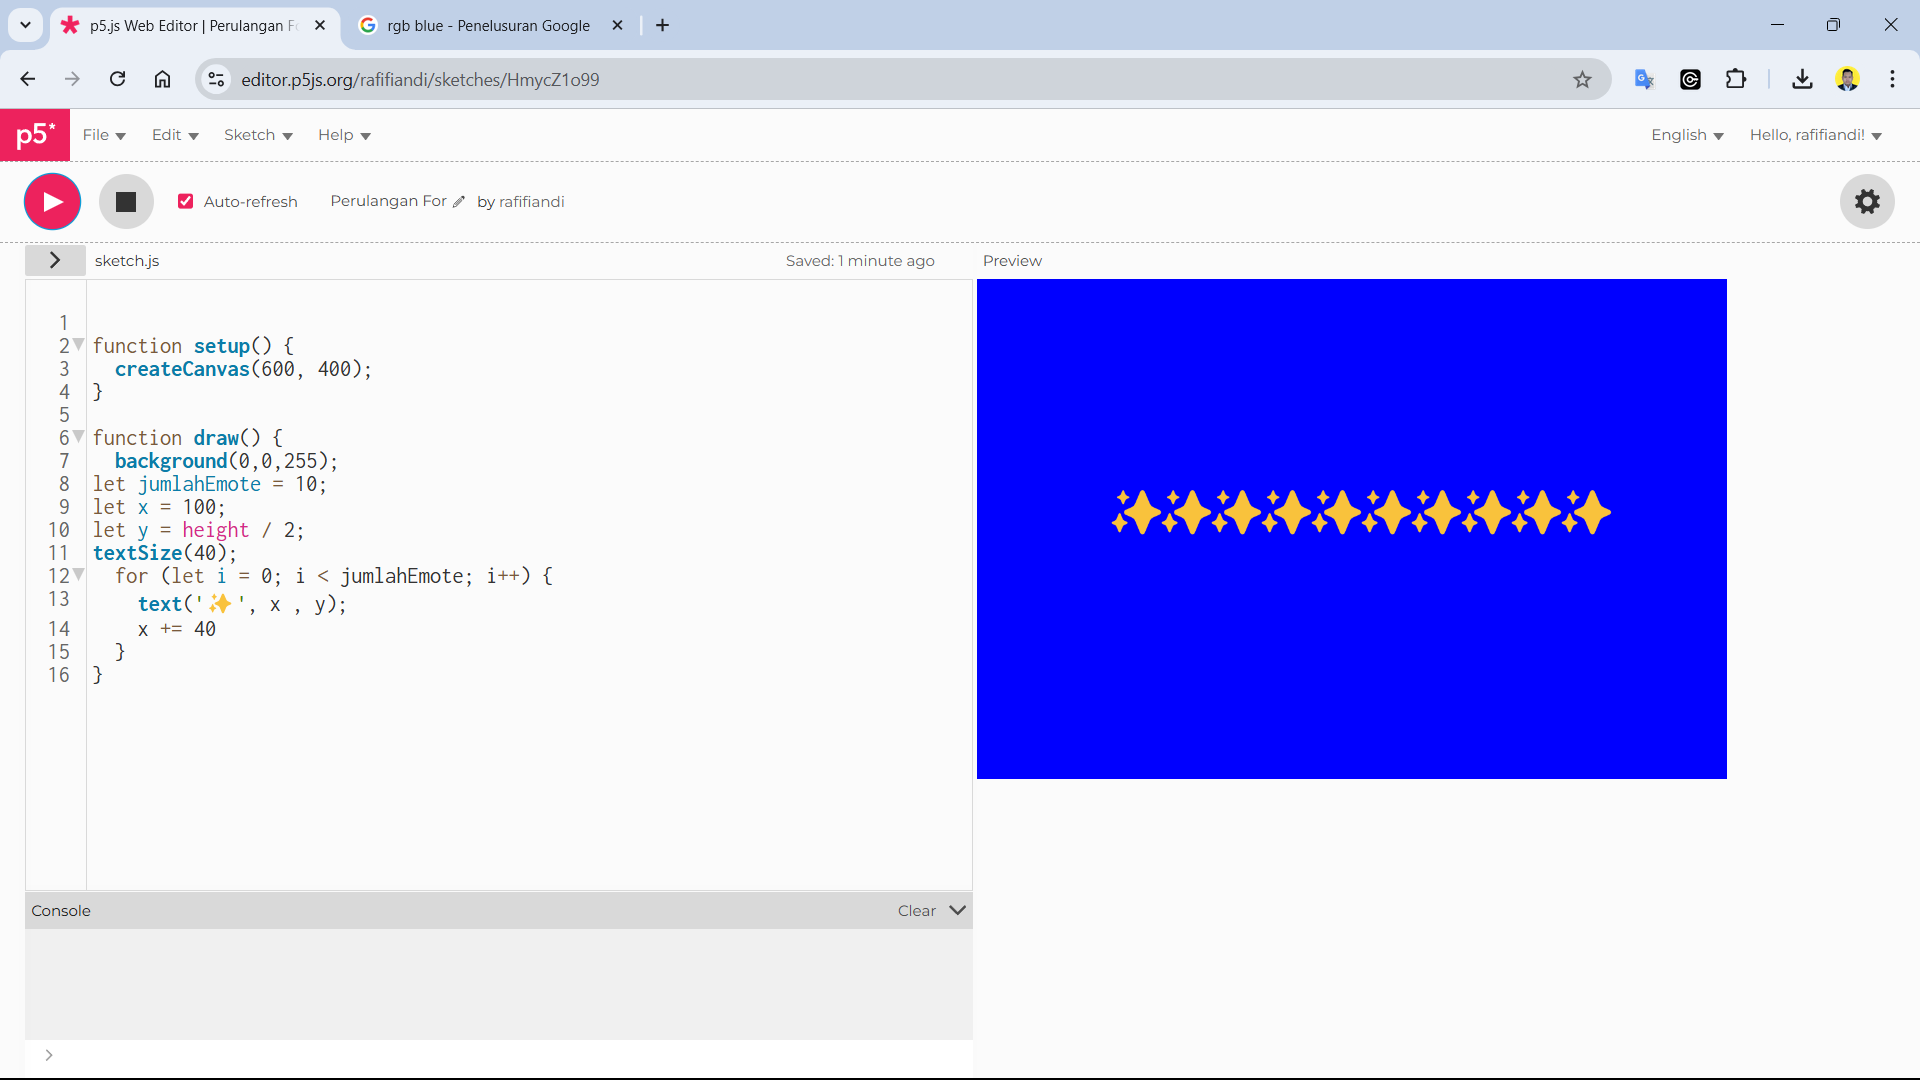 p5.js Web Editor | Perulangan Fo
rgb blue - Penelusuran Google
editor.p5js.org/rafifiandi/sketches/HmycZ1o99
p5* File Edit Sketch Help English Hello, rafifiandi!
Auto-refresh Perulangan For by rafifiandi
sketch.js Saved: 1 minute ago Preview
1
2 function setup() {
3 createCanvas(600, 400);
4 }
5
6 function draw() {
7 background(0,0,255);
8 let jumlahEmote = 10;
9 let x = 100;
10 let y = height / 2;
11 textSize(40);
12 for (let i = 0; i < jumlahEmote; i++) {
13 text('✨', x , y);
14 x += 40
15 }
16 }
Console Clear
>